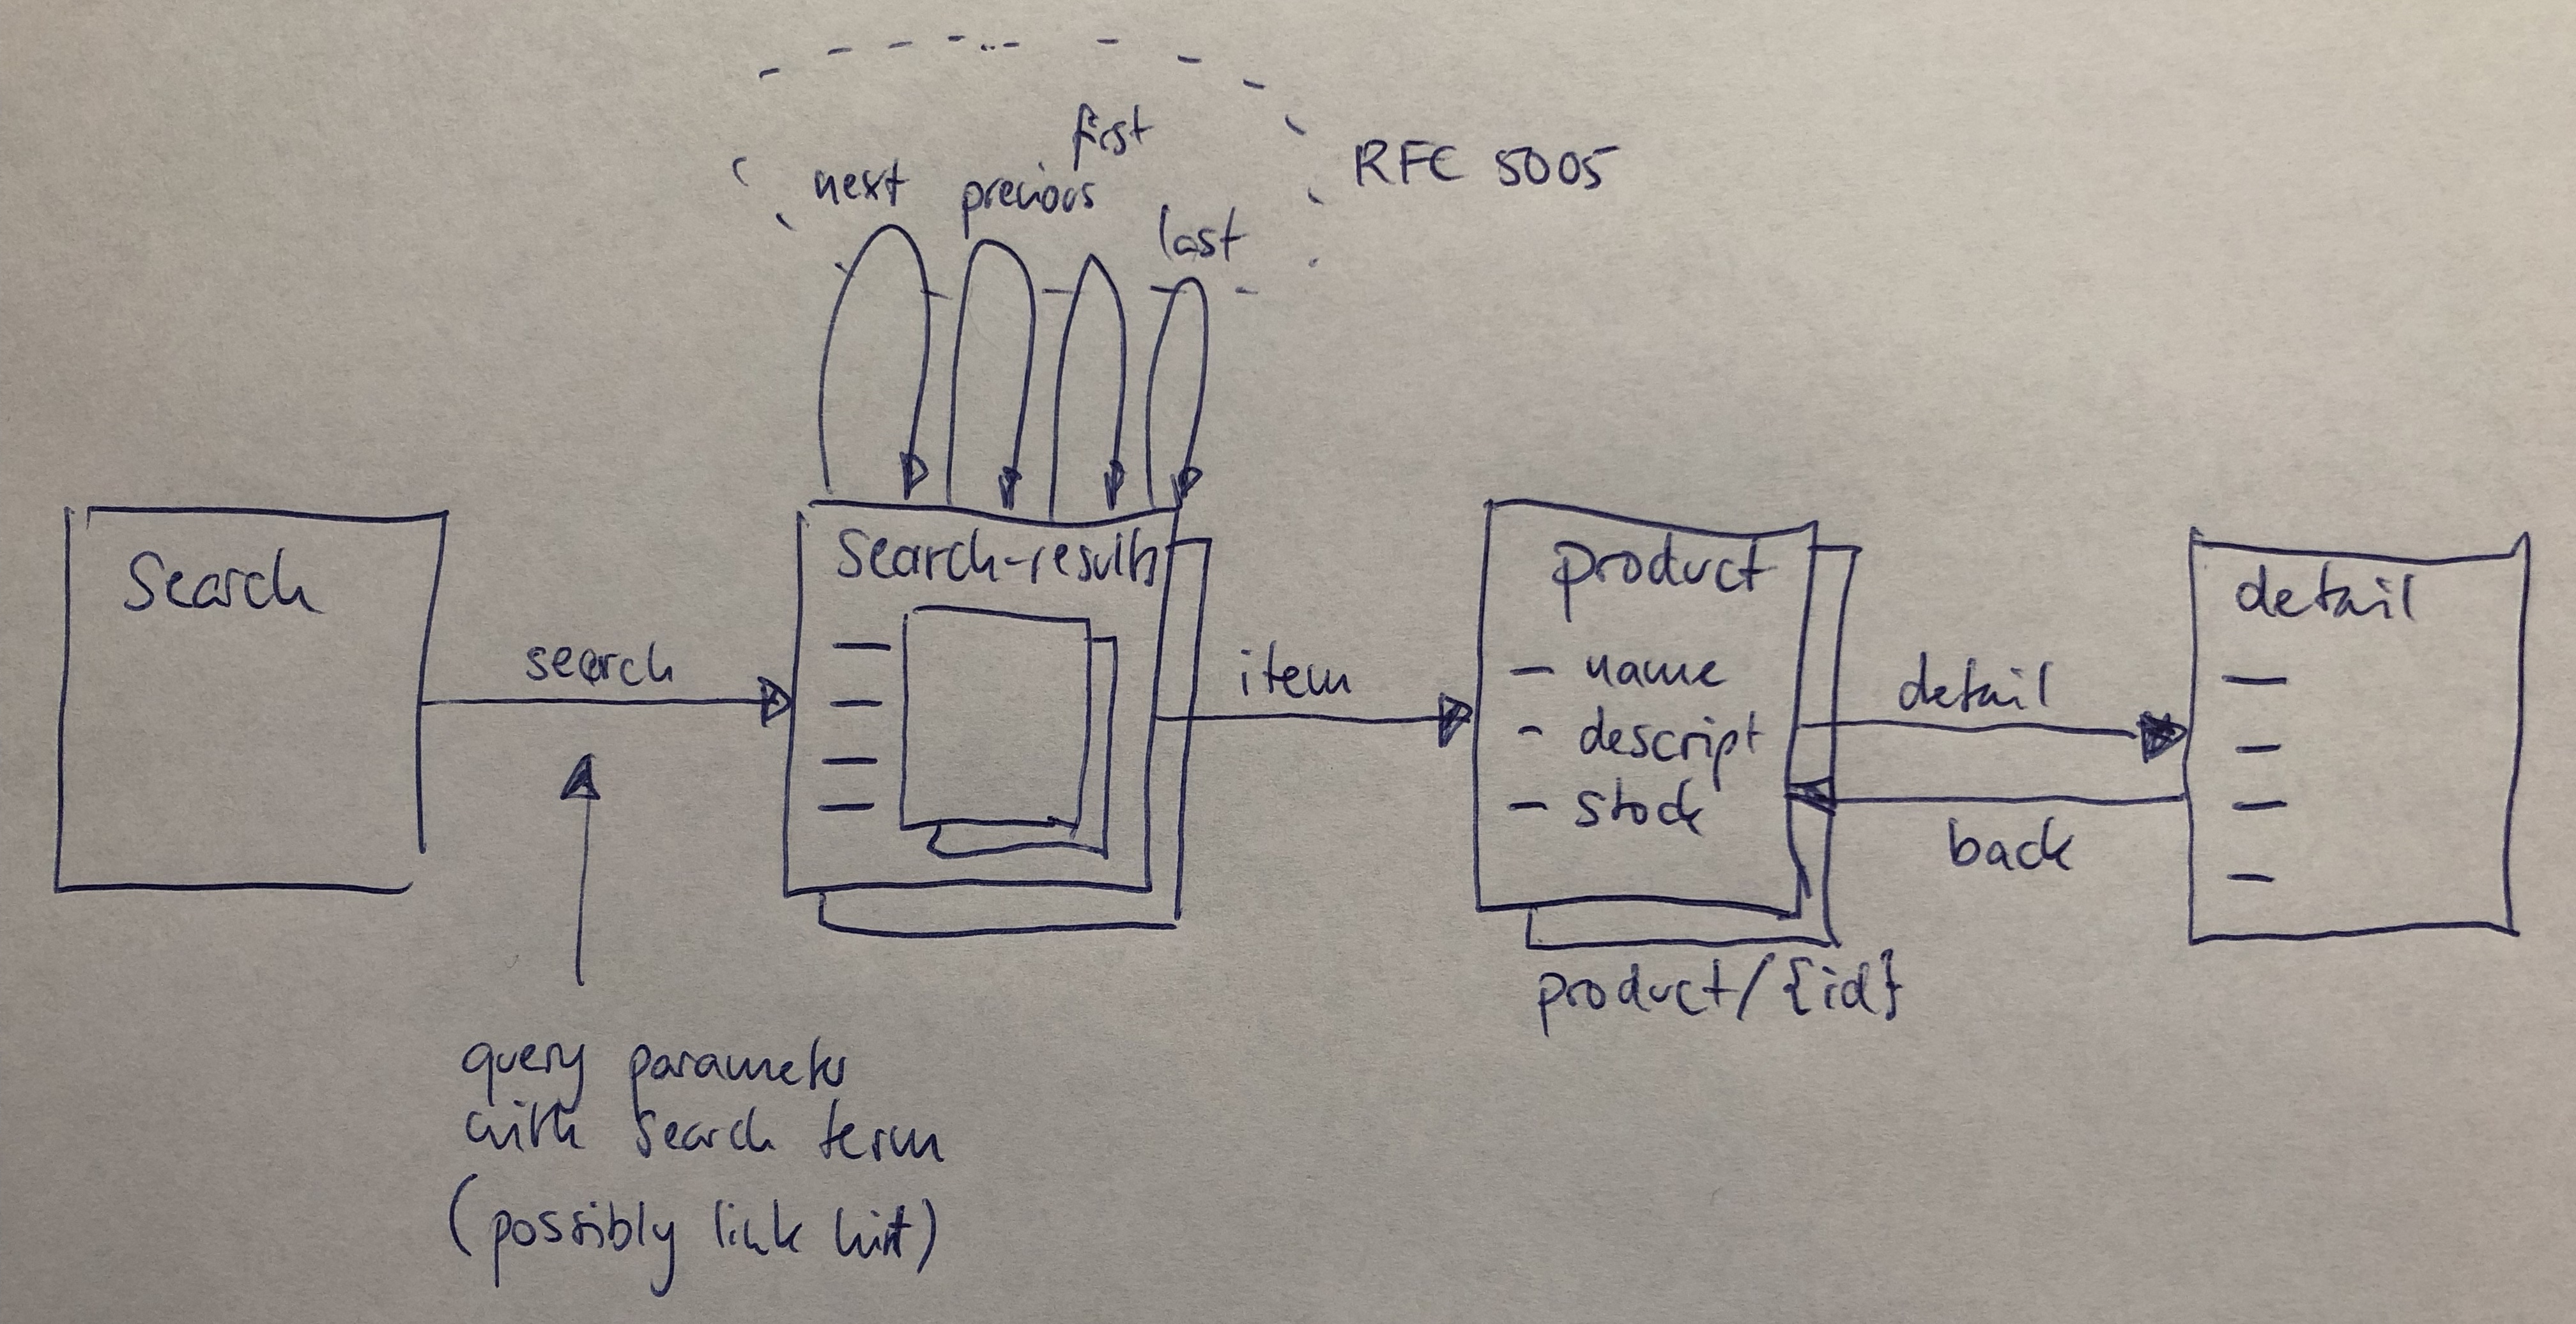 first
next previous
last
RFC 5005
Search
search
Search-results
item
product
- name
- descript
- stock
product/{id}
detail
back
detail
query parameter
with search term
(possibly link hint)